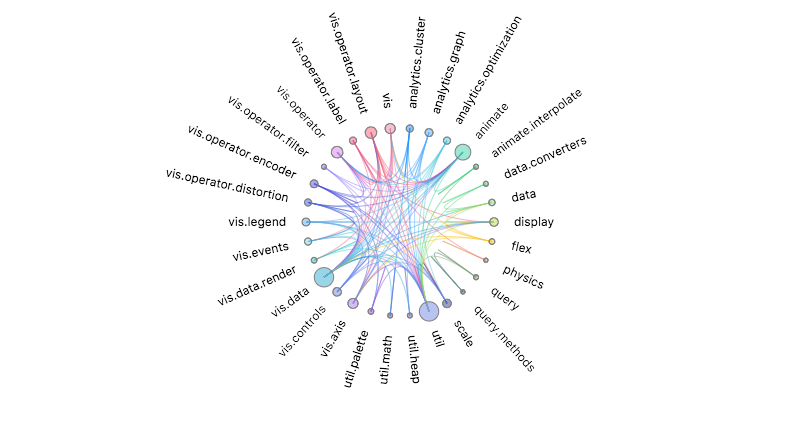 vis
analytics.cluster
analytics.graph
analytics.optimization
animate
animate.interpolate
data.converters
data
display
flex
physics
query
query.methods
scale
util
util.heap
util.math
util.palette
vis.axis
vis.controls
vis.data
vis.data.render
vis.events
vis.legend
vis.operator.distortion
vis.operator.encoder
vis.operator.filter
vis.operator
vis.operator.label
vis.operator.layout